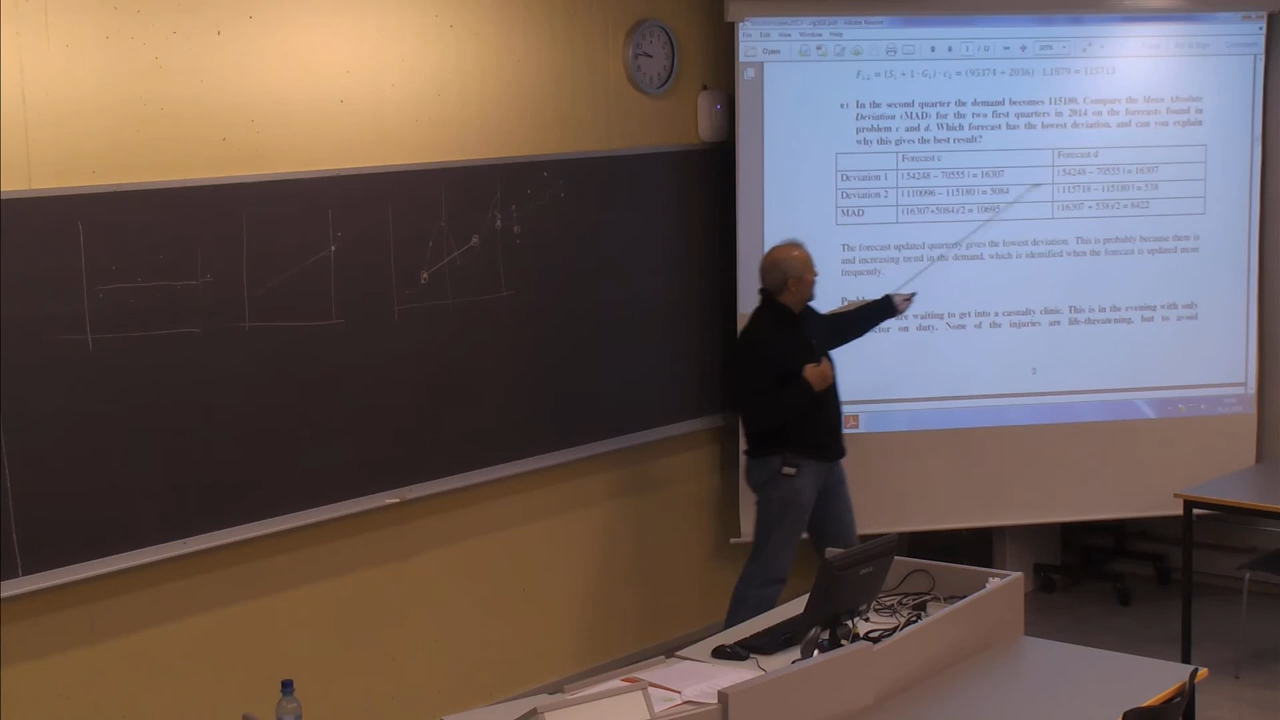 File Edit View Window Help
Open
F₁,₂ = (S₁ + 1 · G₁) · c₂ = (95374 + 2036) · 1.1879 = 115713
e) In the second quarter the demand becomes 115180. Compare the Mean Absolute
Deviation (MAD) for the two first quarters in 2014 on the forecasts found in
problem c and d. Which forecast has the lowest deviation, and can you explain
why this gives the best result?
Forecast c Forecast d
Deviation 1 | 54248 – 70555 | = 16307 | 54248 – 70555 | = 16307
Deviation 2 | 110096 – 115180 | = 5084 | 115718 – 115180 | = 538
MAD (16307+5084)/2 = 10695 (16307 + 538)/2 = 8422
The forecast updated quarterly gives the lowest deviation. This is probably because there is
and increasing trend in the demand, which is identified when the forecast is updated more
frequently.
are waiting to get into a casualty clinic. This is in the evening with only
on duty. None of the injuries are life-threatening, but to avoid
2